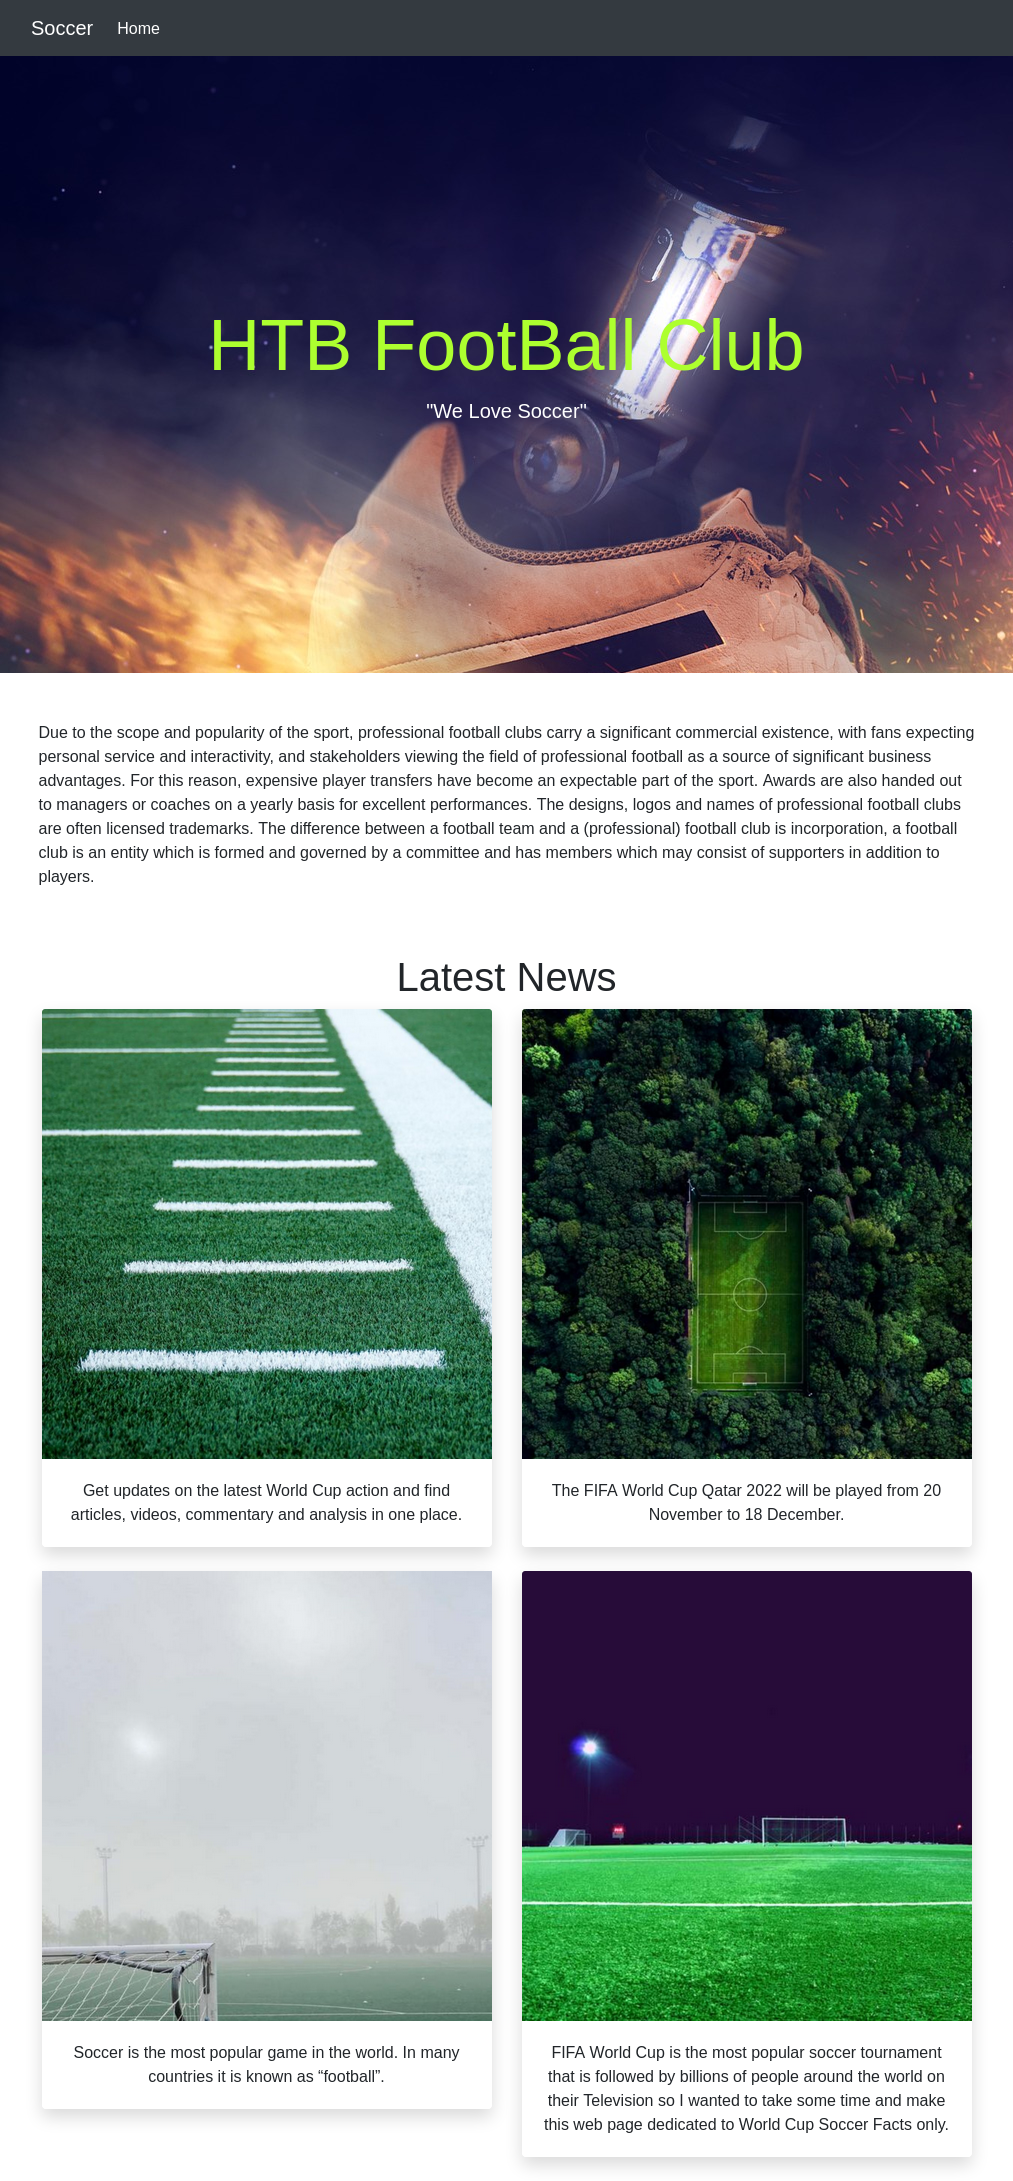 Soccer Home
HTB FootBall Club
"We Love Soccer"
Due to the scope and popularity of the sport, professional football clubs carry a significant commercial existence, with fans expecting
personal service and interactivity, and stakeholders viewing the field of professional football as a source of significant business
advantages. For this reason, expensive player transfers have become an expectable part of the sport. Awards are also handed out
to managers or coaches on a yearly basis for excellent performances. The designs, logos and names of professional football clubs
are often licensed trademarks. The difference between a football team and a (professional) football club is incorporation, a football
club is an entity which is formed and governed by a committee and has members which may consist of supporters in addition to
players.
Latest News
Get updates on the latest World Cup action and find
articles, videos, commentary and analysis in one place.
The FIFA World Cup Qatar 2022 will be played from 20
November to 18 December.
Soccer is the most popular game in the world. In many
countries it is known as “football”.
FIFA World Cup is the most popular soccer tournament
that is followed by billions of people around the world on
their Television so I wanted to take some time and make
this web page dedicated to World Cup Soccer Facts only.